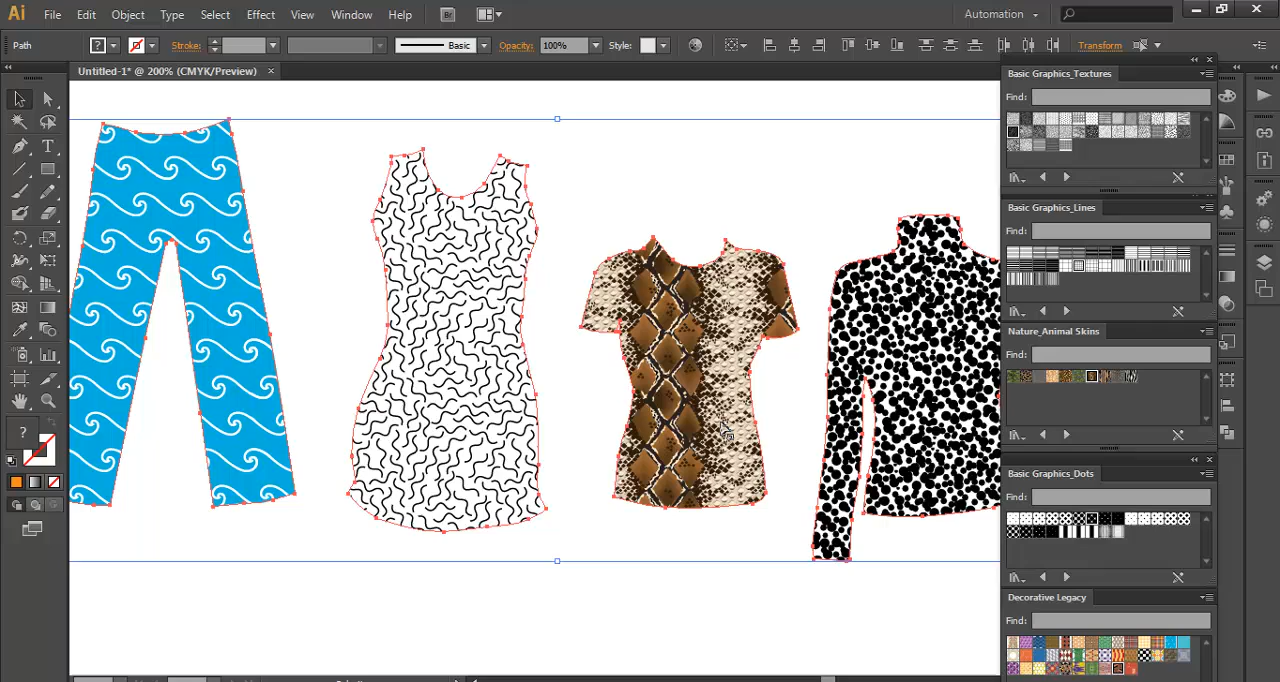 Ai File Edit Object Type Select Effect View Window Help Br Automation
Path ? Stroke: Basic Opacity: 100% Style: Transform
Untitled-1* @ 200% (CMYK/Preview) ×
Basic Graphics_Textures
Find:
Basic Graphics_Lines
Find:
Nature_Animal Skins
Find:
?
Basic Graphics_Dots
Find:
Decorative Legacy
Find: